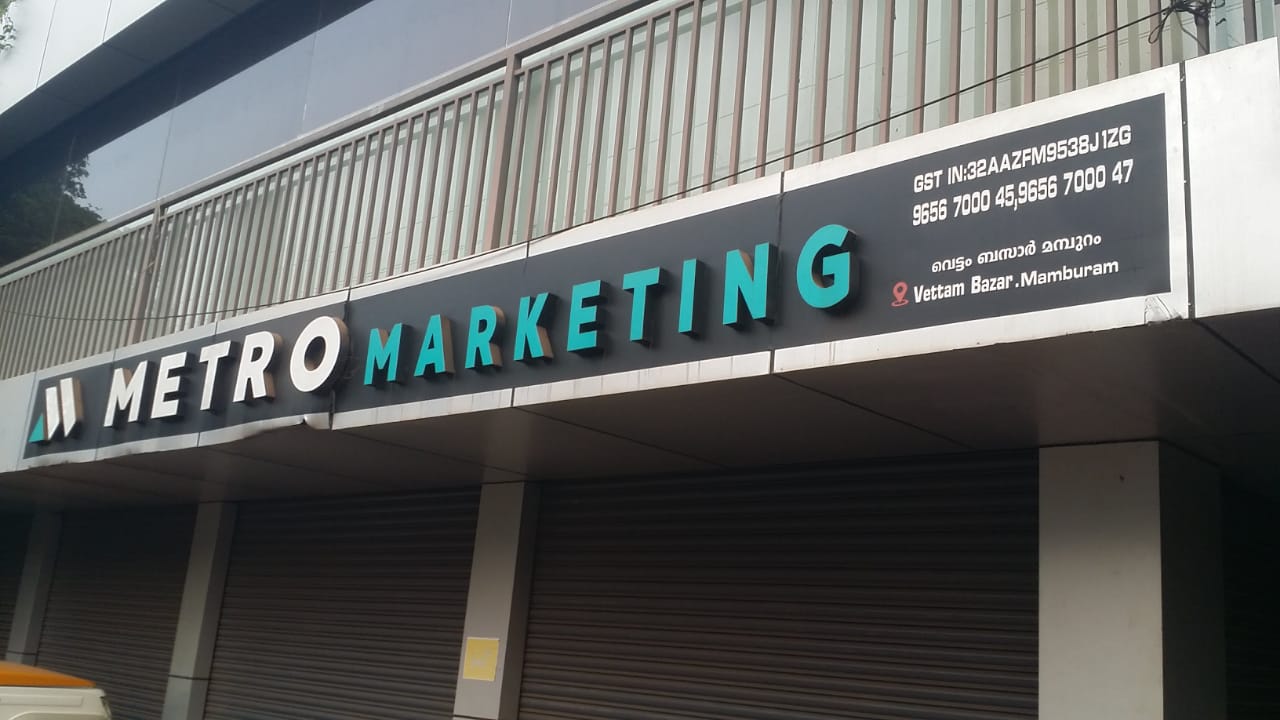 METRO MARKETING
GST IN:32AAZFM9538J1ZG
9656 7000 45,9656 7000 47
വെട്ടം ബസാർ മമ്പുറം
Vettam Bazar.Mamburam